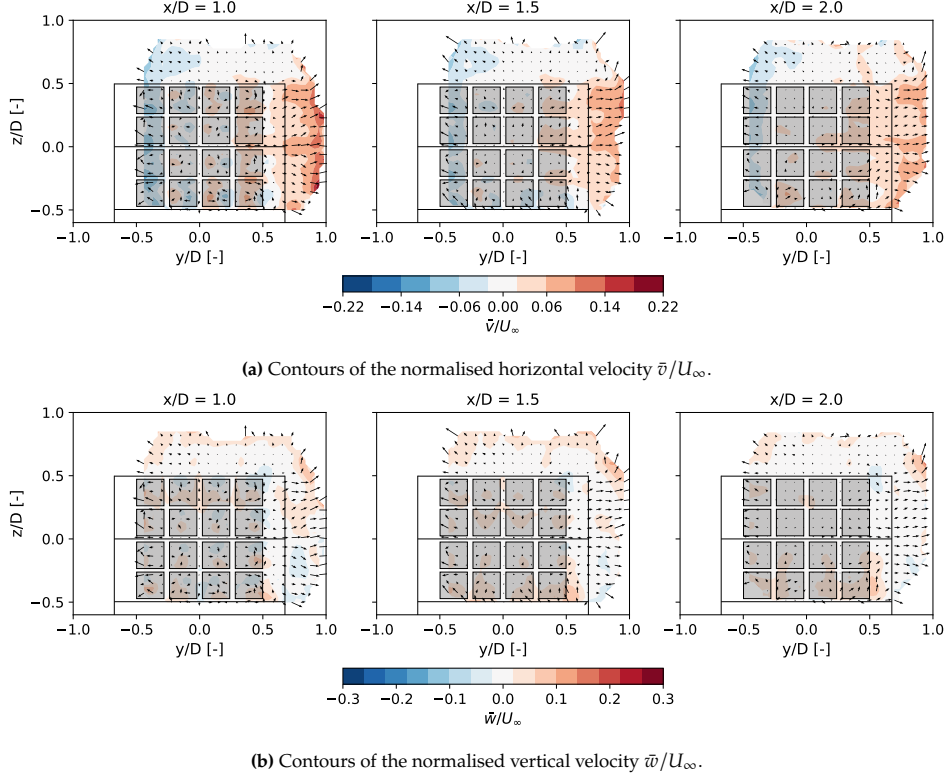 x/D = 1.0 x/D = 1.5 x/D = 2.0
1.0
0.5
0.0
−0.5
z/D [-]
−1.0 −0.5 0.0 0.5 1.0 −1.0 −0.5 0.0 0.5 1.0 −1.0 −0.5 0.0 0.5 1.0
y/D [-] y/D [-] y/D [-]
−0.22 −0.14 −0.06 0.00 0.06 0.14 0.22
v̄/U∞
(a) Contours of the normalised horizontal velocity v̄/U∞.
x/D = 1.0 x/D = 1.5 x/D = 2.0
1.0
0.5
0.0
−0.5
z/D [-]
−1.0 −0.5 0.0 0.5 1.0 −1.0 −0.5 0.0 0.5 1.0 −1.0 −0.5 0.0 0.5 1.0
y/D [-] y/D [-] y/D [-]
−0.3 −0.2 −0.1 0.0 0.1 0.2 0.3
w̄/U∞
(b) Contours of the normalised vertical velocity w̄/U∞.